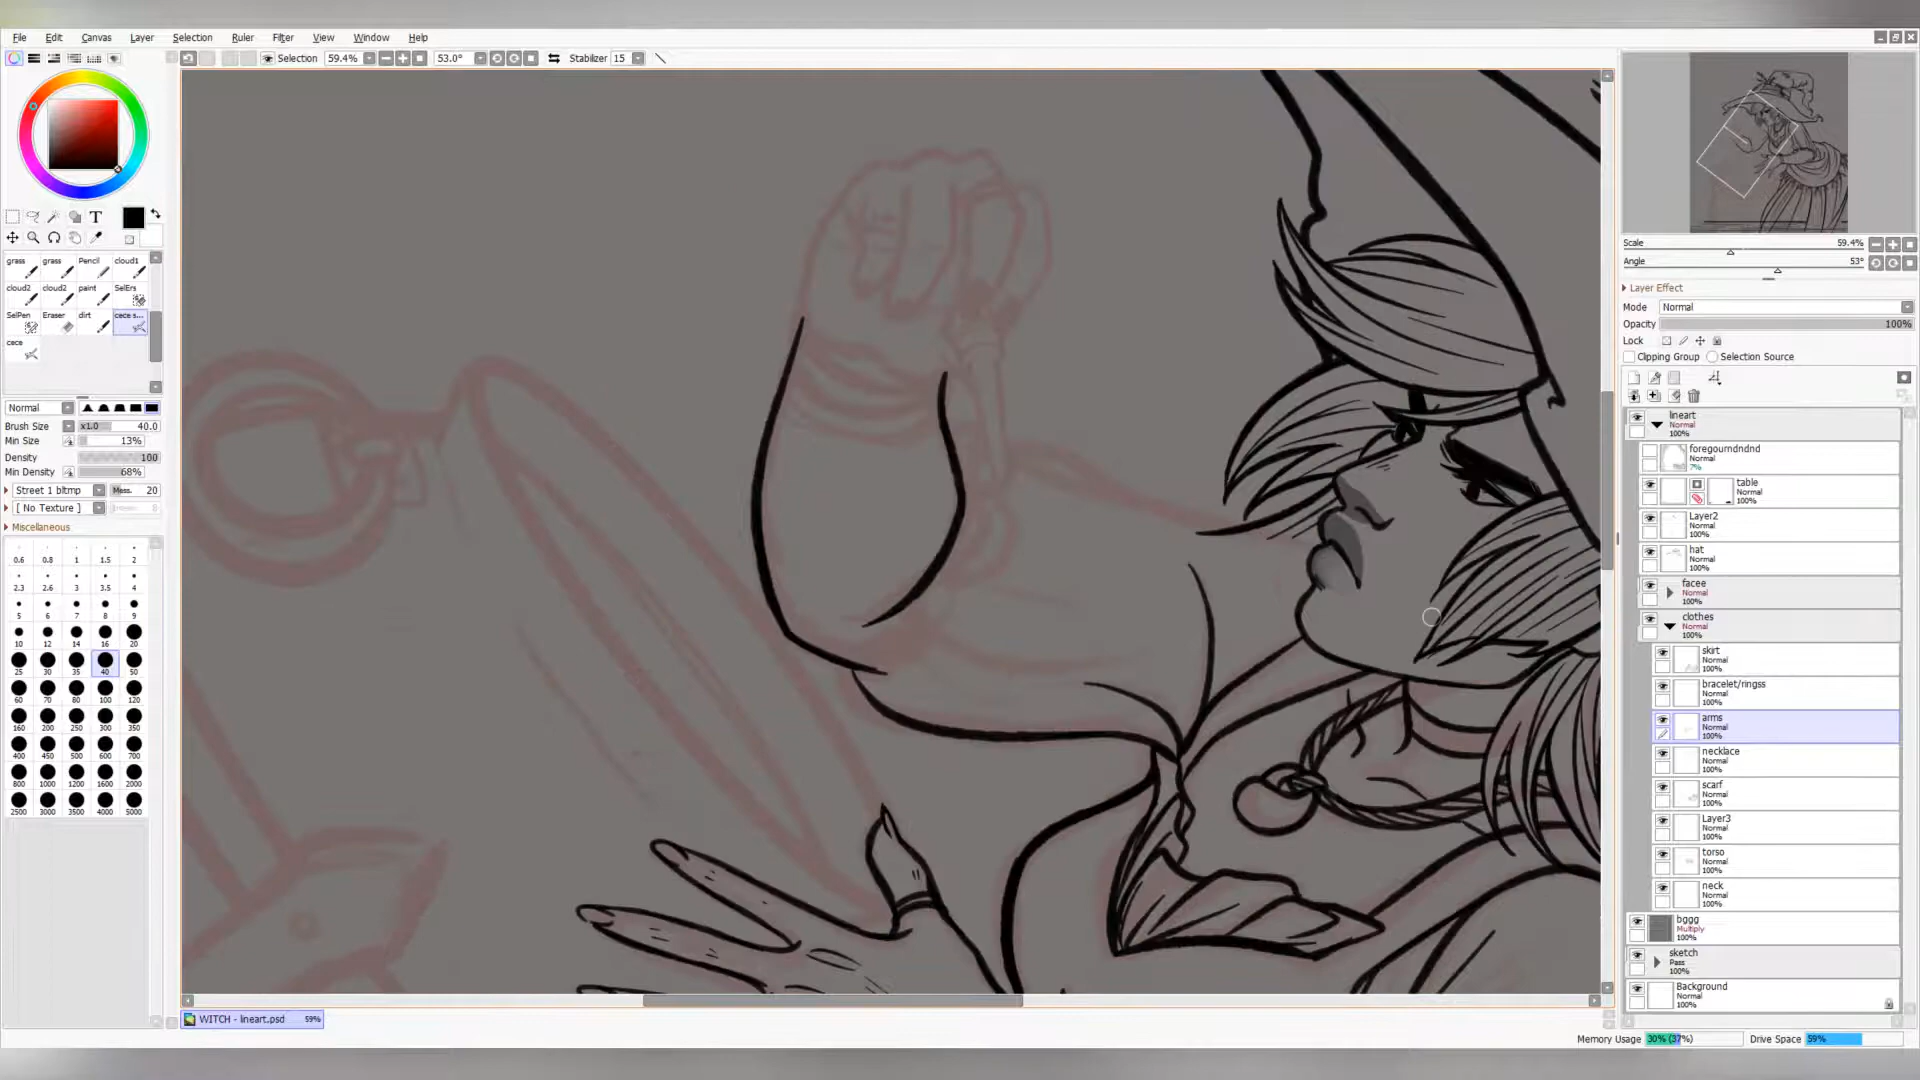 File Edit Canvas Layer Selection Ruler Filter View Window Help
Selection 59.4% 53.0° Stabilizer 15
T
grass grass Pencil cloud1
cloud2 cloud2 paint SelErs
SelPen Eraser dirt cece s...
cece
Normal
Brush Size x1.0 40.0
Min Size 13%
Density 100
Min Density 68%
Street 1 bltmp Mess. 20
[ No Texture ]
Miscellaneous
0.6 0.8 1 1.5 2
2.3 2.6 3 3.5 4
5 6 7 8 9
10 12 14 16 20
25 30 35 40 50
60 70 80 100 120
160 200 250 300 350
400 450 500 600 700
800 1000 1200 1600 2000
2500 3000 3500 4000 5000
WITCH - lineart.psd 59%
Scale 59.4%
Angle 53°
Layer Effect
Mode Normal
Opacity 100%
Lock
Clipping Group Selection Source
lineart
Normal
100%
foregourndndnd
Normal
7%
table
Normal
100%
Layer2
Normal
100%
hat
Normal
100%
facee
Normal
100%
clothes
Normal
100%
skirt
Normal
100%
bracelet/ringss
Normal
100%
arms
Normal
100%
necklace
Normal
100%
scarf
Normal
100%
Layer3
Normal
100%
torso
Normal
100%
neck
Normal
100%
bggg
Multiply
100%
sketch
Pass
100%
Background
Normal
100%
Memory Usage 30% (37%) Drive Space 59%